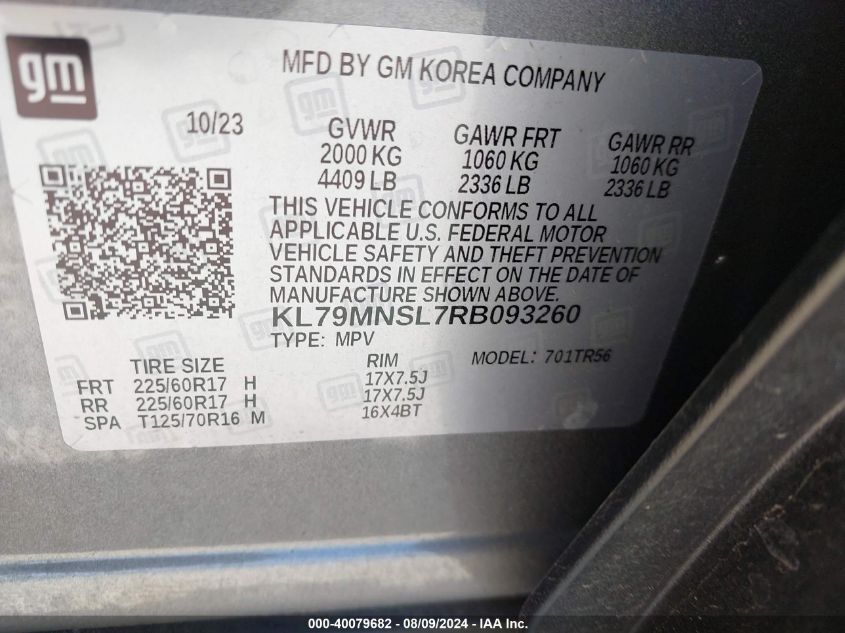 gm
MFD BY GM KOREA COMPANY
10/23
GVWR GAWR FRT GAWR RR
2000 KG 1060 KG 1060 KG
4409 LB 2336 LB 2336 LB
THIS VEHICLE CONFORMS TO ALL
APPLICABLE U.S. FEDERAL MOTOR
VEHICLE SAFETY AND THEFT PREVENTION
STANDARDS IN EFFECT ON THE DATE OF
MANUFACTURE SHOWN ABOVE.
KL79MNSL7RB093260
TYPE: MPV MODEL: 701TR56
TIRE SIZE RIM
FRT 225/60R17 H 17X7.5J
RR 225/60R17 H 17X7.5J
SPA T125/70R16 M 16X4BT
000-40079682 - 08/09/2024 - IAA Inc.